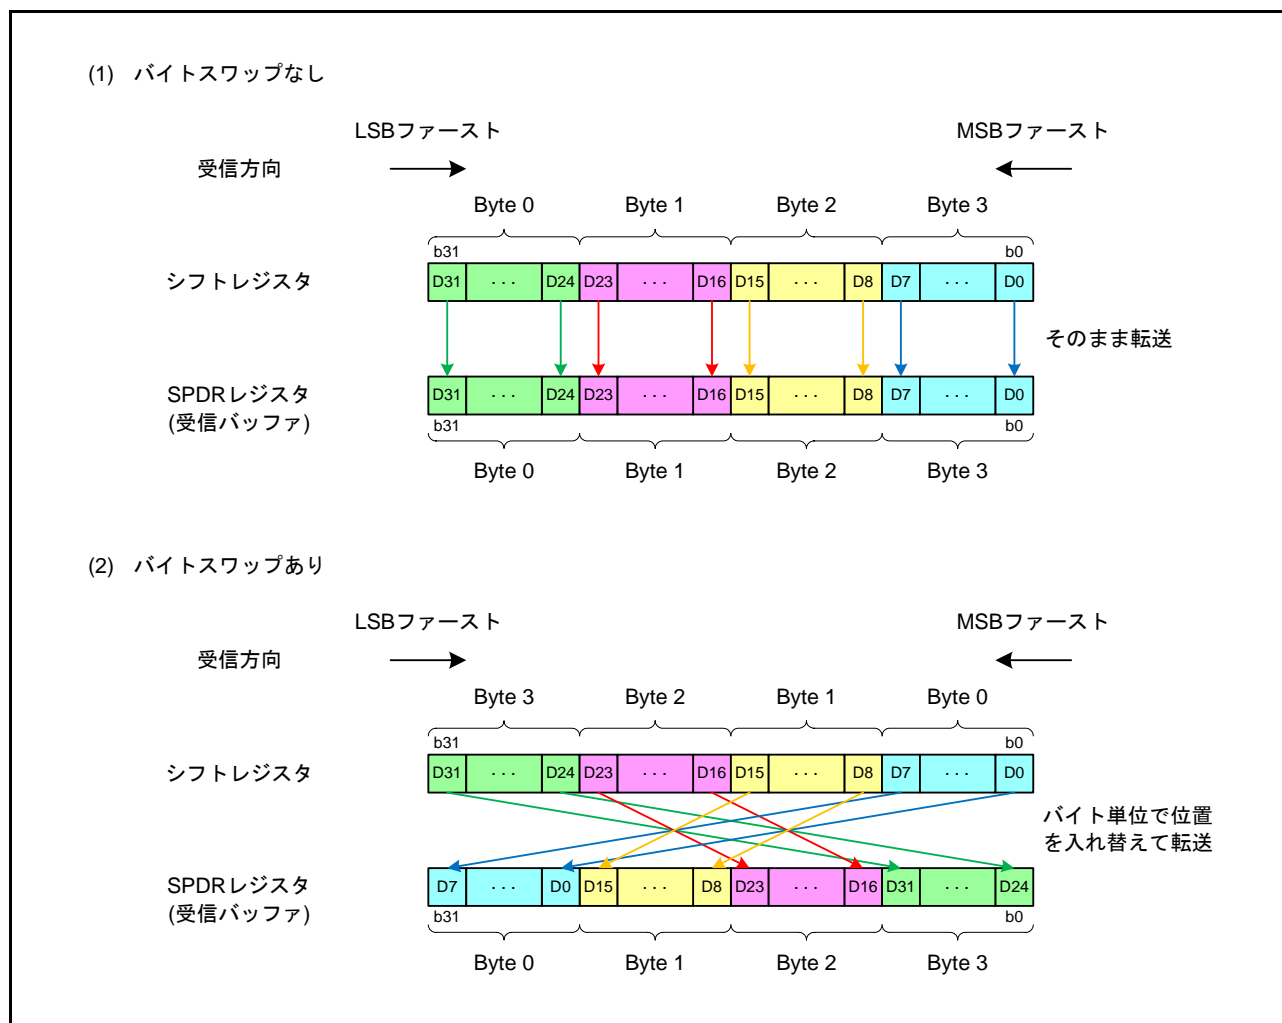 (1) バイトスワップなし
LSBファースト MSBファースト
受信方向
Byte 0 Byte 1 Byte 2 Byte 3
b31 b0
シフトレジスタ D31 ・・・ D24 D23 ・・・ D16 D15 ・・・ D8 D7 ・・・ D0
そのまま転送
SPDRレジスタ D31 ・・・ D24 D23 ・・・ D16 D15 ・・・ D8 D7 ・・・ D0
(受信バッファ)
b31 b0
Byte 0 Byte 1 Byte 2 Byte 3
(2) バイトスワップあり
LSBファースト MSBファースト
受信方向
Byte 3 Byte 2 Byte 1 Byte 0
b31 b0
シフトレジスタ D31 ・・・ D24 D23 ・・・ D16 D15 ・・・ D8 D7 ・・・ D0
バイト単位で位置
を入れ替えて転送
SPDRレジスタ D7 ・・・ D0 D15 ・・・ D8 D23 ・・・ D16 D31 ・・・ D24
(受信バッファ)
b31 b0
Byte 0 Byte 1 Byte 2 Byte 3